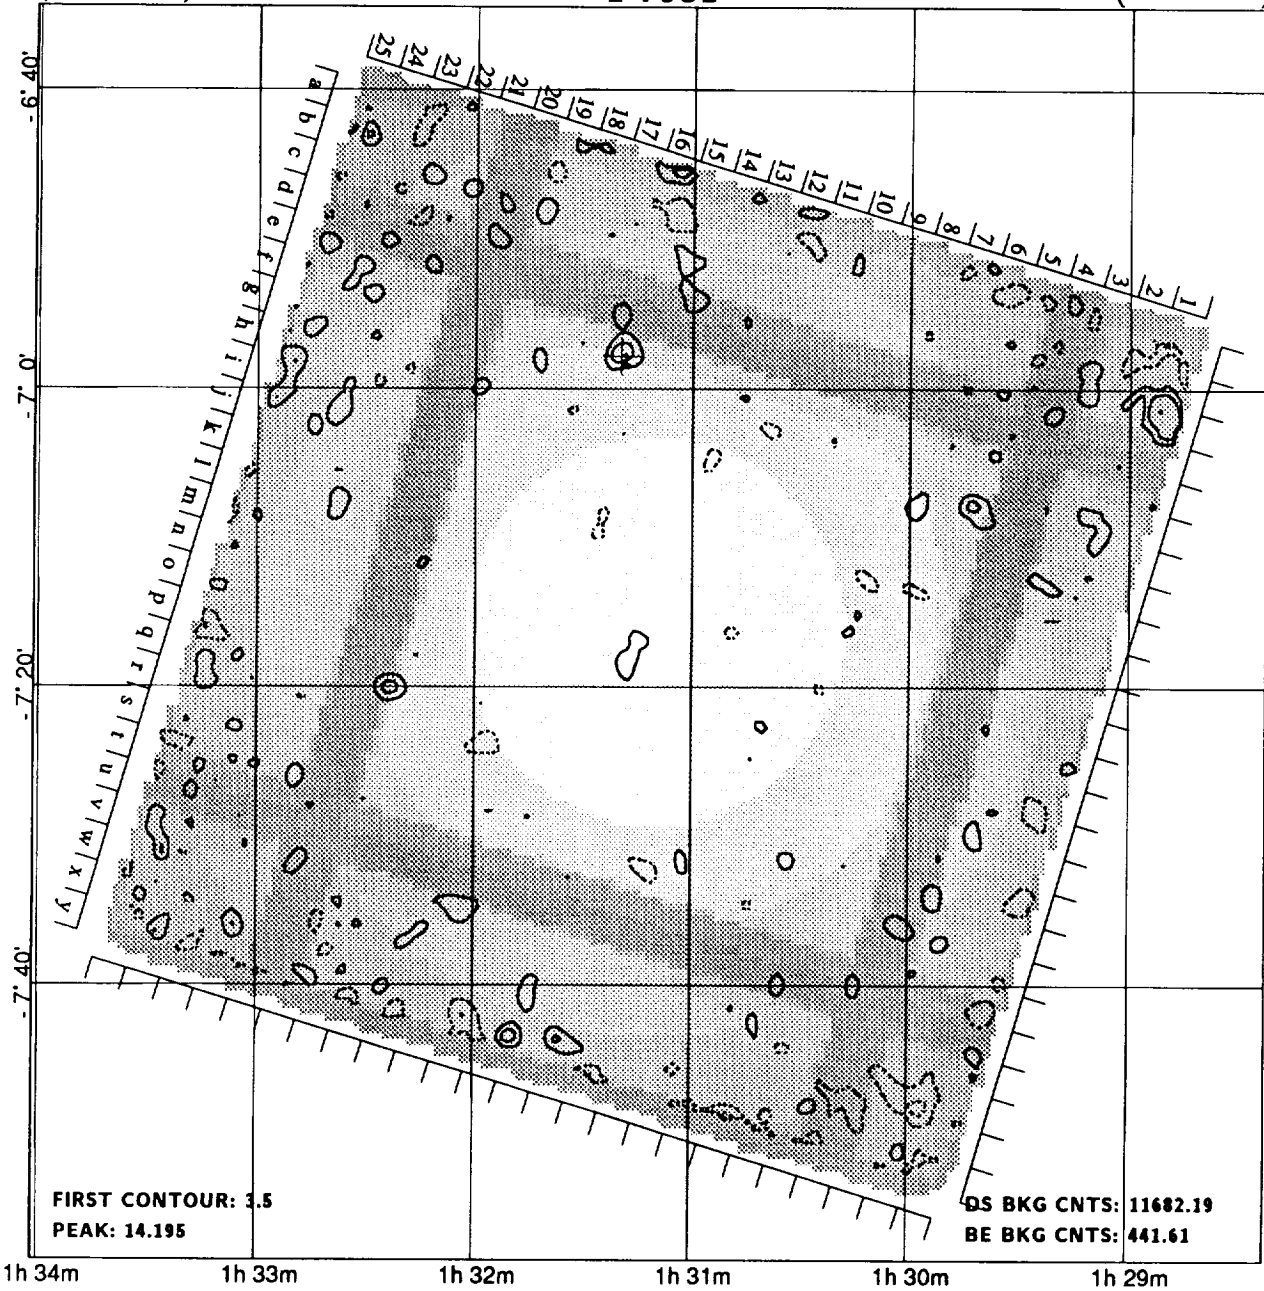 25 24 23 22 21 20 19 18 17 16 15 14 13 12 11 10 9 8 7 6 5 4 3 2 1
a b c d e f g h i j k l m n o p q r s t u v w x y
-6° 40'
-7° 0'
-7° 20'
-7° 40'
FIRST CONTOUR: 3.5
PEAK: 14.195
DS BKG CNTS: 11682.19
BE BKG CNTS: 441.61
1h 34m 1h 33m 1h 32m 1h 31m 1h 30m 1h 29m